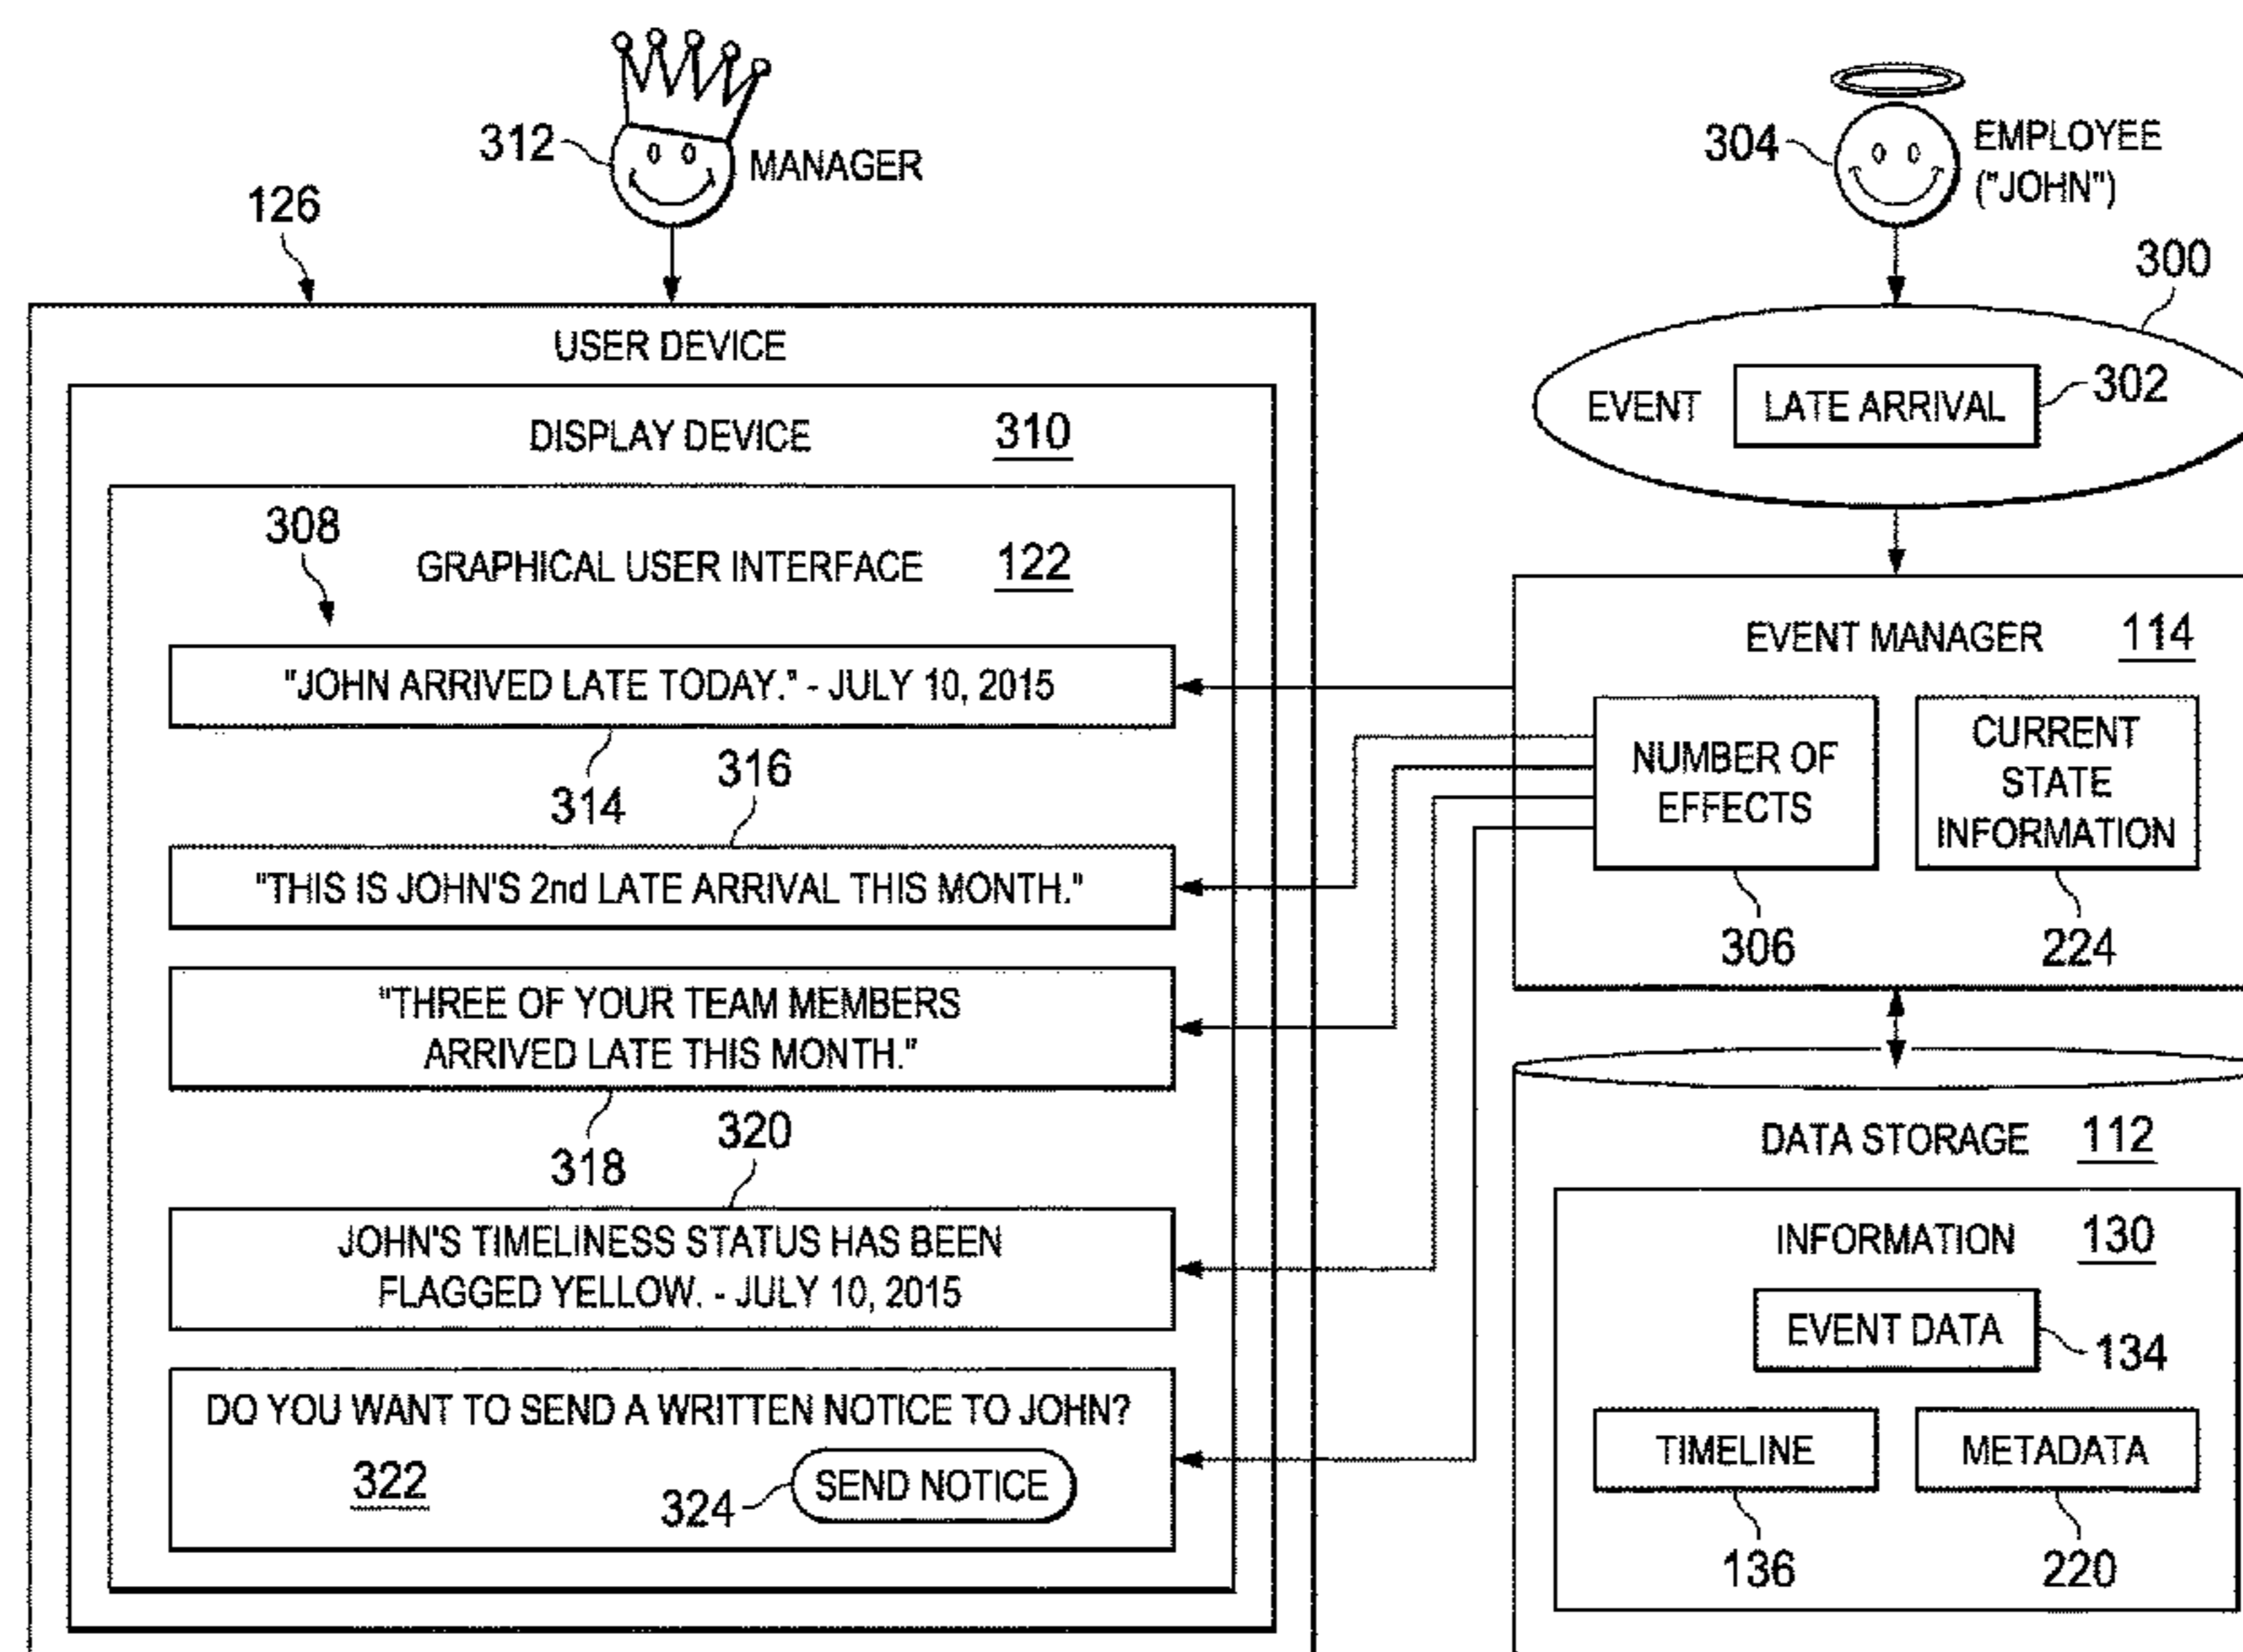 312
MANAGER
126
USER DEVICE
DISPLAY DEVICE 310
308
GRAPHICAL USER INTERFACE 122
"JOHN ARRIVED LATE TODAY." - JULY 10, 2015
314
316
"THIS IS JOHN'S 2nd LATE ARRIVAL THIS MONTH."
"THREE OF YOUR TEAM MEMBERS
ARRIVED LATE THIS MONTH."
318
320
JOHN'S TIMELINESS STATUS HAS BEEN
FLAGGED YELLOW. - JULY 10, 2015
DO YOU WANT TO SEND A WRITTEN NOTICE TO JOHN?
322
324
SEND NOTICE
304
EMPLOYEE
("JOHN")
300
EVENT
LATE ARRIVAL
302
EVENT MANAGER 114
NUMBER OF
EFFECTS
306
CURRENT
STATE
INFORMATION
224
DATA STORAGE 112
INFORMATION 130
EVENT DATA
134
TIMELINE
136
METADATA
220